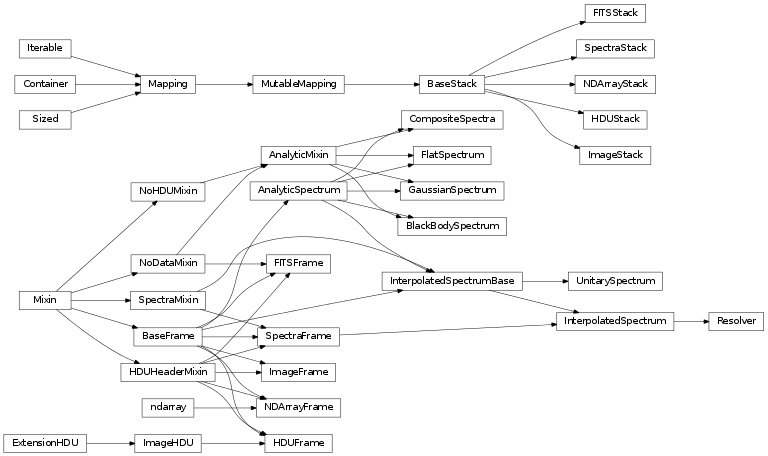 FITSStack
Iterable
SpectraStack
Container
Mapping
MutableMapping
BaseStack
NDArrayStack
Sized
CompositeSpectra
HDUStack
AnalyticMixin
FlatSpectrum
ImageStack
NoHDUMixin
AnalyticSpectrum
GaussianSpectrum
BlackBodySpectrum
NoDataMixin
FITSFrame
InterpolatedSpectrumBase
UnitarySpectrum
Mixin
SpectraMixin
InterpolatedSpectrum
Resolver
BaseFrame
SpectraFrame
HDUHeaderMixin
ImageFrame
ndarray
NDArrayFrame
ExtensionHDU
ImageHDU
HDUFrame